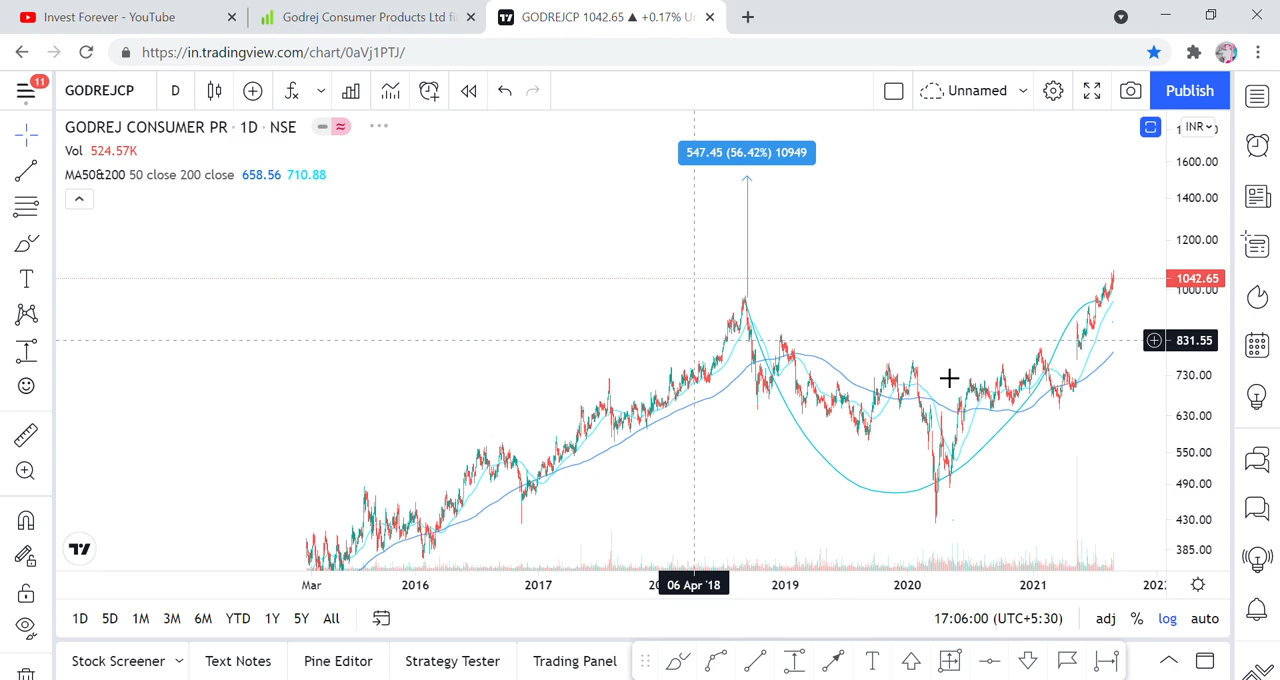 Invest Forever - YouTube
Godrej Consumer Products Ltd fi
GODREJCP 1042.65 ▲ +0.17% Un
https://in.tradingview.com/chart/0aVj1PTJ/
11
GODREJCP
D
Unnamed
Publish
GODREJ CONSUMER PR · 1D · NSE
INR
Vol 524.57K
MA50&200 50 close 200 close 658.56 710.88
547.45 (56.42%) 10949
1600.00
1400.00
1200.00
1042.65
1000.00
831.55
730.00
630.00
550.00
490.00
430.00
385.00
Mar
2016
2017
06 Apr '18
2019
2020
2021
1D 5D 1M 3M 6M YTD 1Y 5Y All
17:06:00 (UTC+5:30)
adj % log auto
Stock Screener
Text Notes
Pine Editor
Strategy Tester
Trading Panel